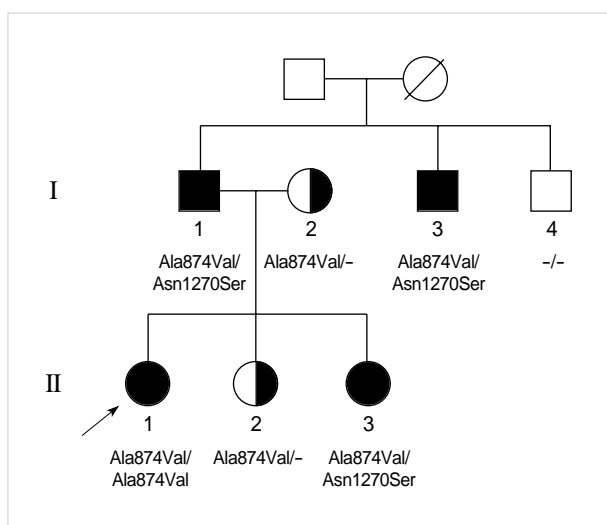 I
1 2 3 4
Ala874Val/ Ala874Val/- Ala874Val/ -/-
Asn1270Ser Asn1270Ser
II
1 2 3
Ala874Val/ Ala874Val/- Ala874Val/
Ala874Val Asn1270Ser